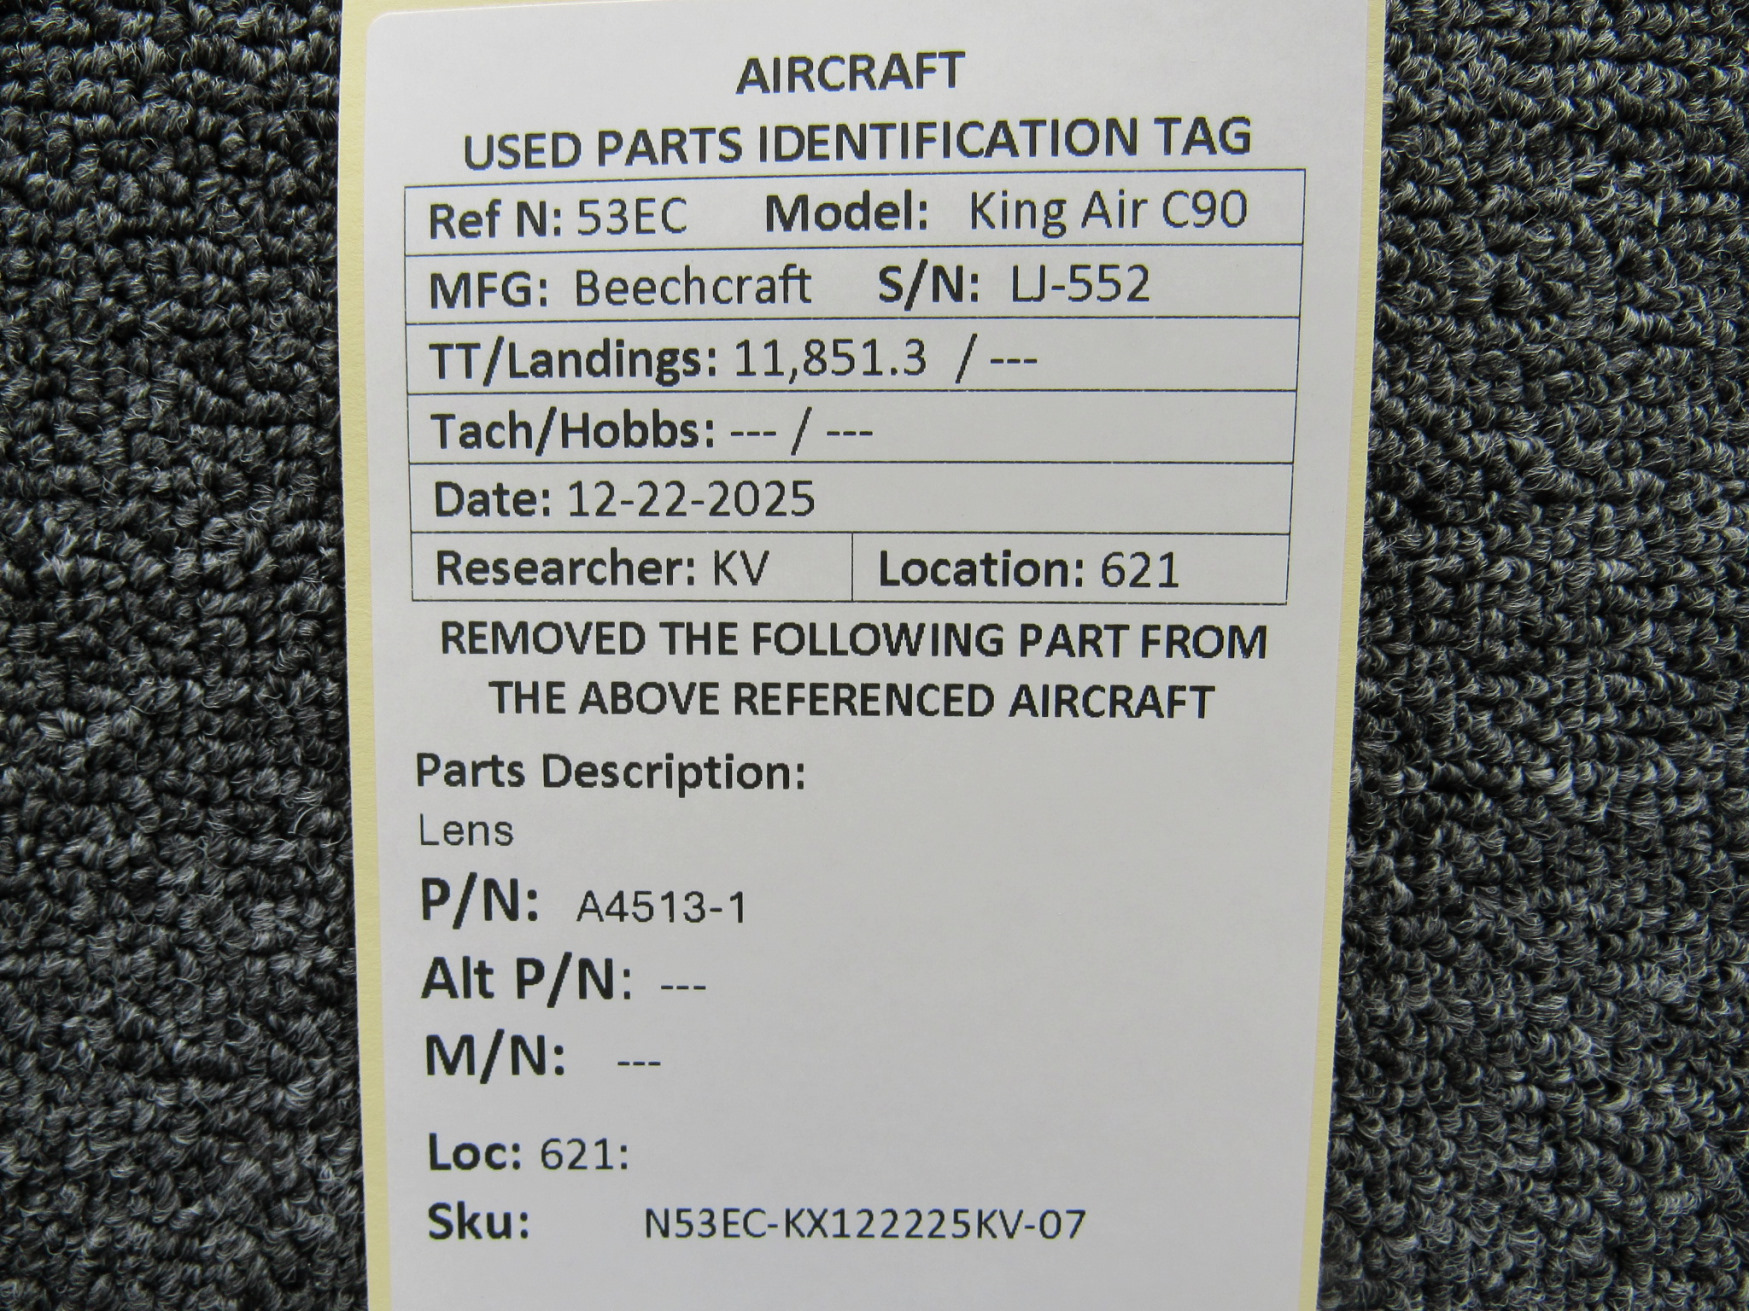 AIRCRAFT
USED PARTS IDENTIFICATION TAG
Ref N: 53EC Model: King Air C90
MFG: Beechcraft S/N: LJ-552
TT/Landings: 11,851.3 / ---
Tach/Hobbs: --- / ---
Date: 12-22-2025
Researcher: KV Location: 621
REMOVED THE FOLLOWING PART FROM
THE ABOVE REFERENCED AIRCRAFT
Parts Description:
Lens
P/N: A4513-1
Alt P/N: ---
M/N: ---
Loc: 621:
Sku: N53EC-KX122225KV-07